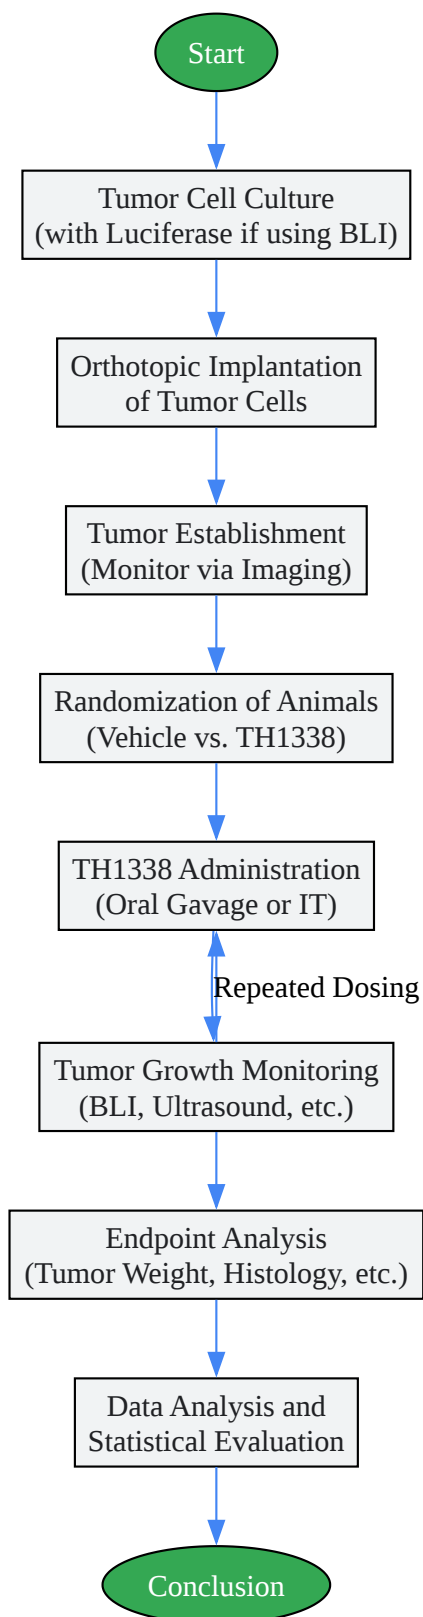 Start
Tumor Cell Culture
(with Luciferase if using BLI)
Orthotopic Implantation
of Tumor Cells
Tumor Establishment
(Monitor via Imaging)
Randomization of Animals
(Vehicle vs. TH1338)
TH1338 Administration
(Oral Gavage or IT)
Repeated Dosing
Tumor Growth Monitoring
(BLI, Ultrasound, etc.)
Endpoint Analysis
(Tumor Weight, Histology, etc.)
Data Analysis and
Statistical Evaluation
Conclusion